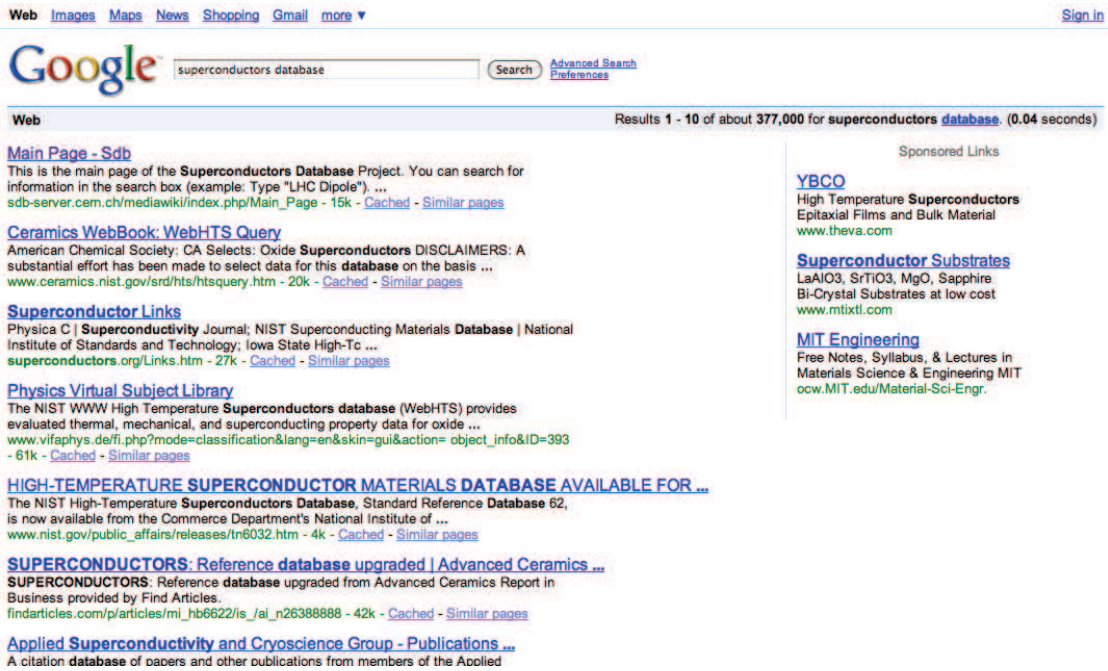 Web Images Maps News Shopping Gmail more ▼
Sign in
Google™
superconductors database
Search
Advanced Search
Preferences
Web
Results 1 - 10 of about 377,000 for superconductors database. (0.04 seconds)
Main Page - Sdb
This is the main page of the Superconductors Database Project. You can search for
information in the search box (example: Type "LHC Dipole"). ...
sdb-server.cern.ch/mediawiki/index.php/Main_Page - 15k - Cached - Similar pages
Ceramics WebBook: WebHTS Query
American Chemical Society: CA Selects: Oxide Superconductors DISCLAIMERS: A
substantial effort has been made to select data for this database on the basis ...
www.ceramics.nist.gov/srd/hts/htsquery.htm - 20k - Cached - Similar pages
Superconductor Links
Physica C | Superconductivity Journal; NIST Superconducting Materials Database | National
Institute of Standards and Technology; Iowa State High-Tc ...
superconductors.org/Links.htm - 27k - Cached - Similar pages
Physics Virtual Subject Library
The NIST WWW High Temperature Superconductors database (WebHTS) provides
evaluated thermal, mechanical, and superconducting property data for oxide ...
www.vifaphys.de/fi.php?mode=classification&lang=en&skin=gui&action= object_info&ID=393
- 61k - Cached - Similar pages
HIGH-TEMPERATURE SUPERCONDUCTOR MATERIALS DATABASE AVAILABLE FOR ...
The NIST High-Temperature Superconductors Database, Standard Reference Database 62,
is now available from the Commerce Department's National Institute of ...
www.nist.gov/public_affairs/releases/tn6032.htm - 4k - Cached - Similar pages
SUPERCONDUCTORS: Reference database upgraded | Advanced Ceramics ...
SUPERCONDUCTORS: Reference database upgraded from Advanced Ceramics Report in
Business provided by Find Articles.
findarticles.com/p/articles/mi_hb6622/is_/ai_n26388888 - 42k - Cached - Similar pages
Applied Superconductivity and Cryoscience Group - Publications ...
A citation database of papers and other publications from members of the Applied
Sponsored Links
YBCO
High Temperature Superconductors
Epitaxial Films and Bulk Material
www.theva.com
Superconductor Substrates
LaAlO3, SrTiO3, MgO, Sapphire
Bi-Crystal Substrates at low cost
www.mtixtl.com
MIT Engineering
Free Notes, Syllabus, & Lectures in
Materials Science & Engineering MIT
ocw.MIT.edu/Material-Sci-Engr.